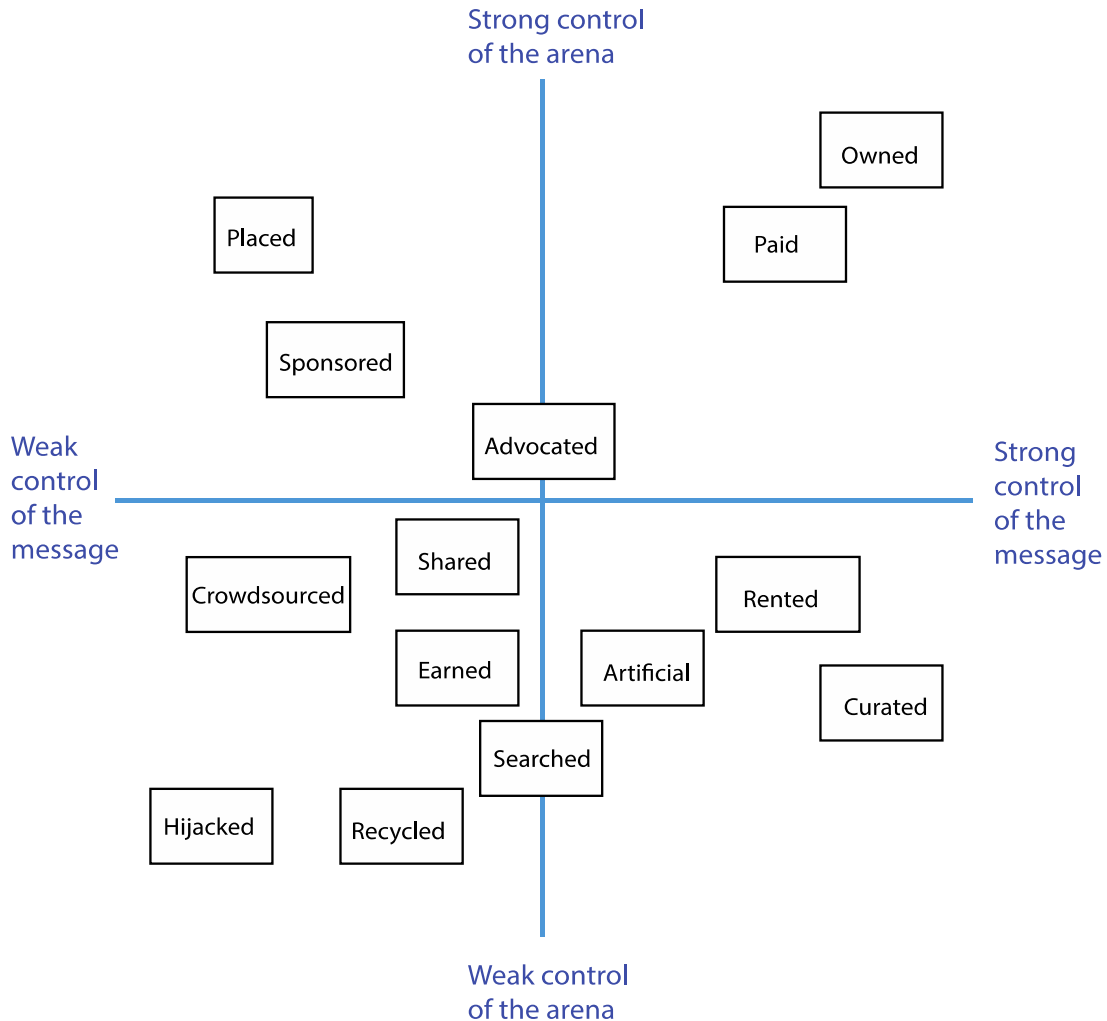 Strong control
of the arena
Owned
Placed
Paid
Sponsored
Advocated
Weak
control
of the
message
Strong
control
of the
message
Shared
Crowdsourced
Rented
Earned
Artificial
Curated
Searched
Hijacked
Recycled
Weak control
of the arena